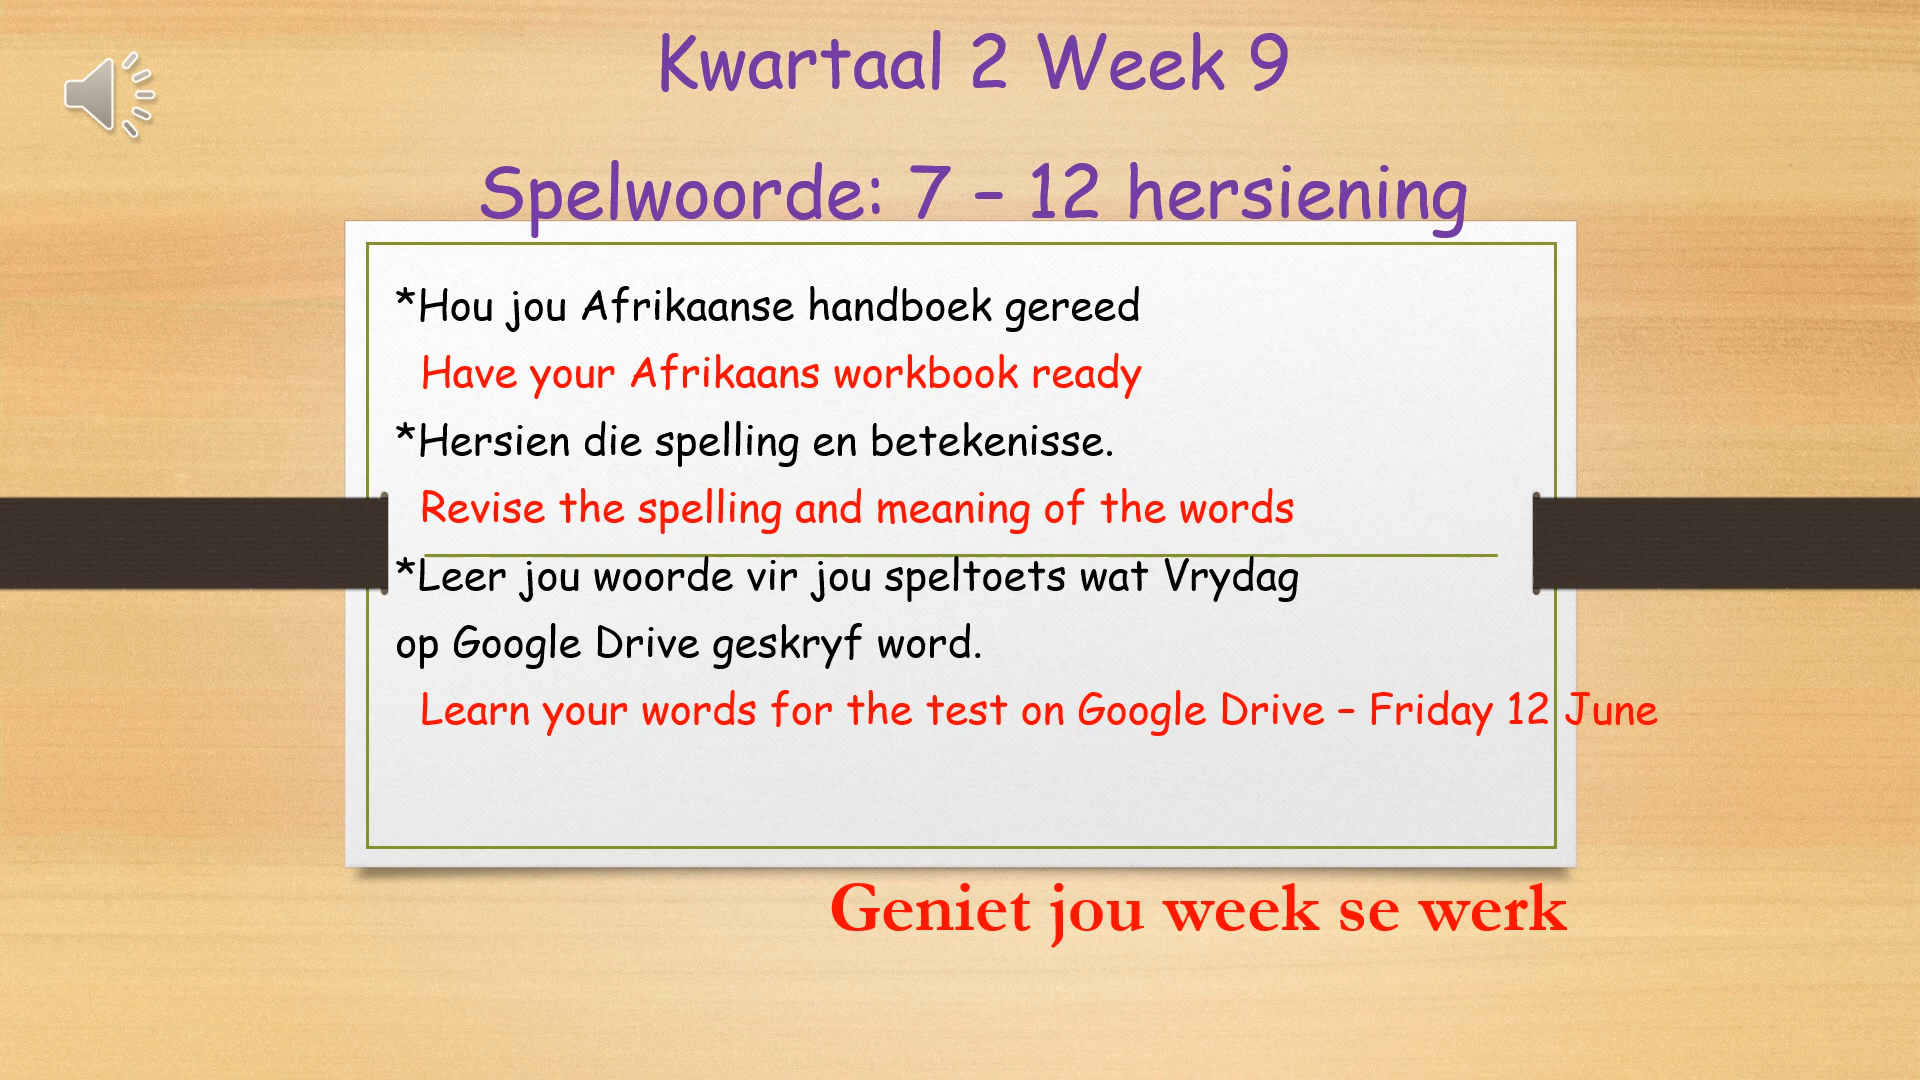 Kwartaal 2 Week 9
Spelwoorde: 7 – 12 hersiening
*Hou jou Afrikaanse handboek gereed
Have your Afrikaans workbook ready
*Hersien die spelling en betekenisse.
Revise the spelling and meaning of the words
*Leer jou woorde vir jou speltoets wat Vrydag
op Google Drive geskryf word.
Learn your words for the test on Google Drive – Friday 12 June
Geniet jou week se werk